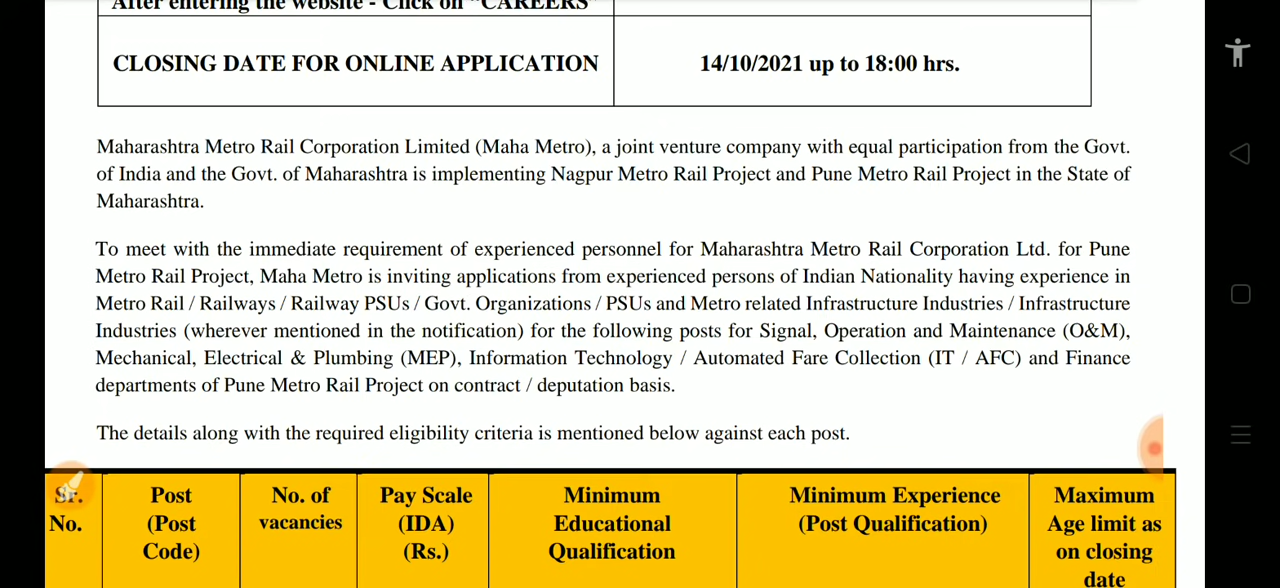 After entering the website - Click on "CAREERS"
CLOSING DATE FOR ONLINE APPLICATION 14/10/2021 up to 18:00 hrs.
Maharashtra Metro Rail Corporation Limited (Maha Metro), a joint venture company with equal participation from the Govt.
of India and the Govt. of Maharashtra is implementing Nagpur Metro Rail Project and Pune Metro Rail Project in the State of
Maharashtra.
To meet with the immediate requirement of experienced personnel for Maharashtra Metro Rail Corporation Ltd. for Pune
Metro Rail Project, Maha Metro is inviting applications from experienced persons of Indian Nationality having experience in
Metro Rail / Railways / Railway PSUs / Govt. Organizations / PSUs and Metro related Infrastructure Industries / Infrastructure
Industries (wherever mentioned in the notification) for the following posts for Signal, Operation and Maintenance (O&M),
Mechanical, Electrical & Plumbing (MEP), Information Technology / Automated Fare Collection (IT / AFC) and Finance
departments of Pune Metro Rail Project on contract / deputation basis.
The details along with the required eligibility criteria is mentioned below against each post.
Sr.
No.
Post
(Post
Code)
No. of
vacancies
Pay Scale
(IDA)
(Rs.)
Minimum
Educational
Qualification
Minimum Experience
(Post Qualification)
Maximum
Age limit as
on closing
date